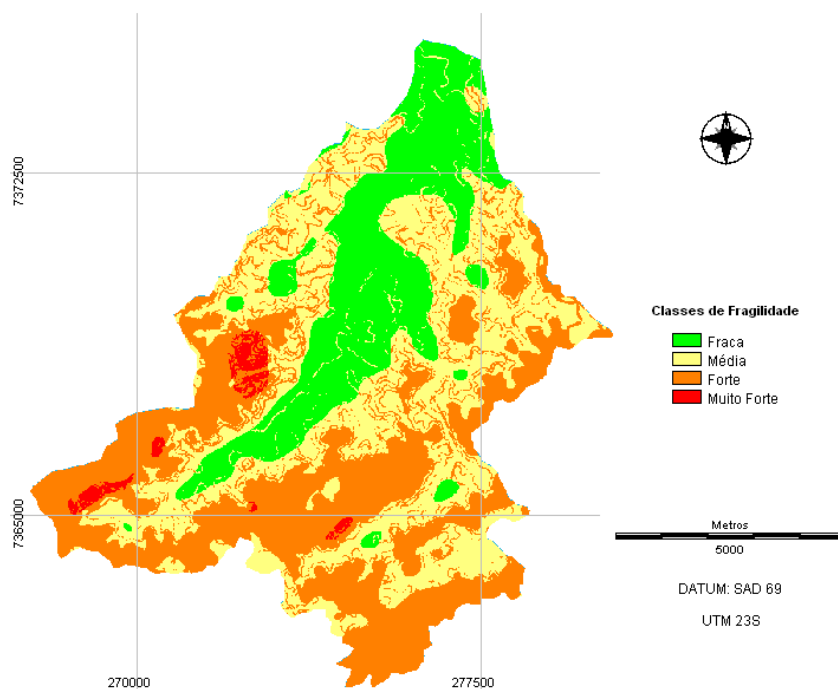 7372500
Classes de Fragilidade
Fraca
Média
Forte
Muito Forte
7365000
Metros
5000
DATUM: SAD 69
UTM 23S
270000
277500